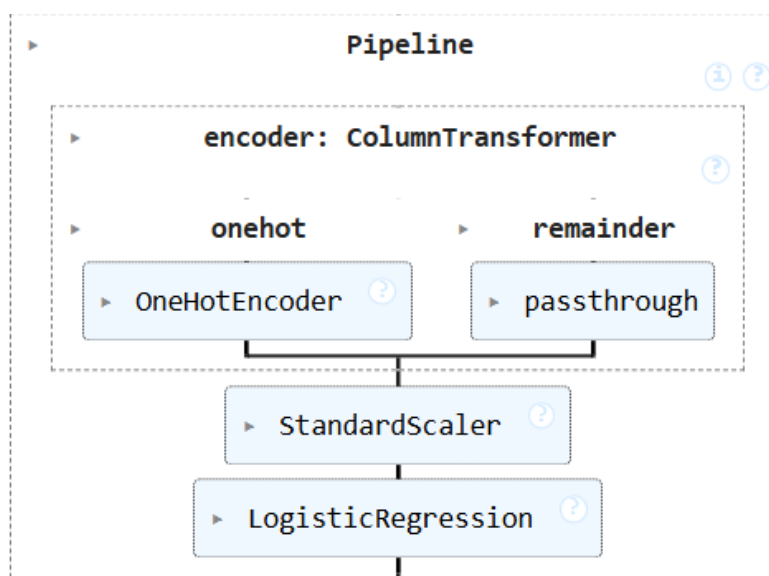 Pipeline
i ?
encoder: ColumnTransformer
?
onehot remainder
OneHotEncoder ? passthrough
StandardScaler ?
LogisticRegression ?